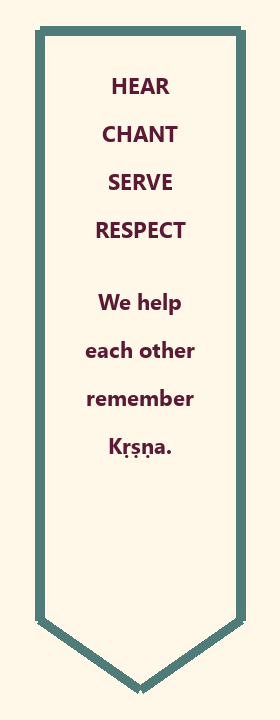 HEAR
CHANT
SERVE
RESPECT
We help
each other
remember
Kṛṣṇa.